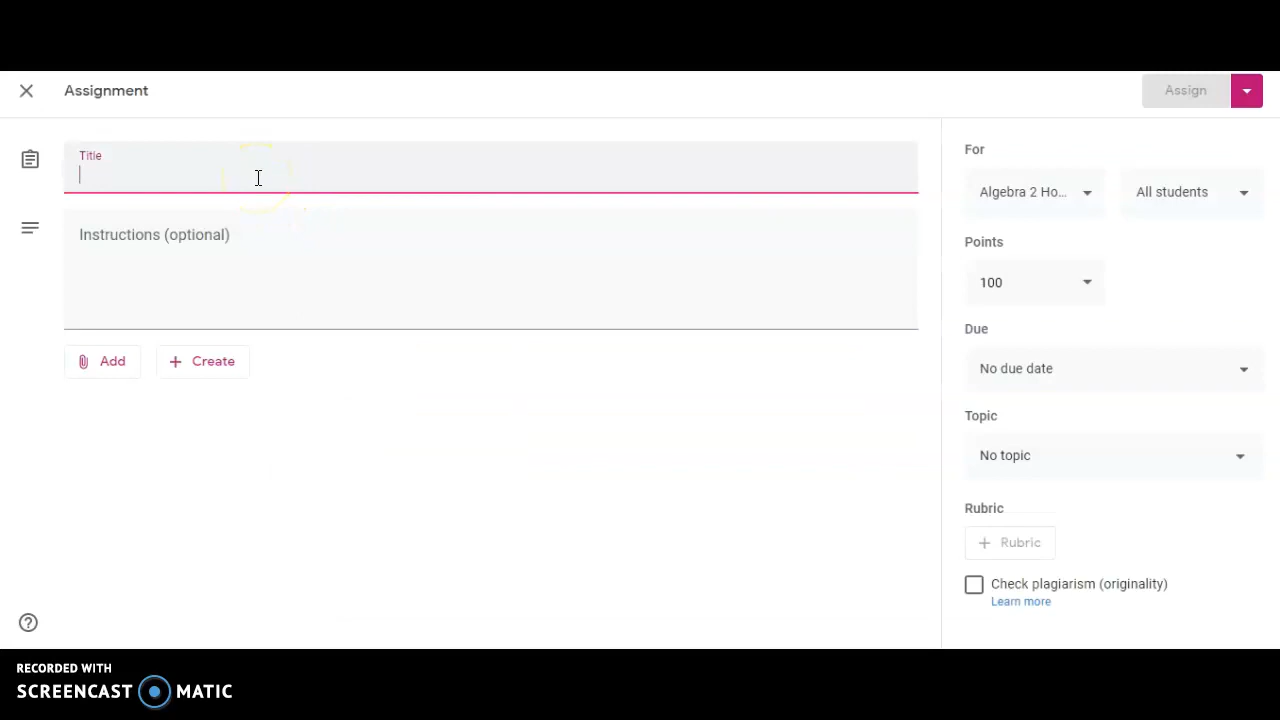 Assignment
Assign
Title
Instructions (optional)
Add
Create
For
Algebra 2 Ho...
All students
Points
100
Due
No due date
Topic
No topic
Rubric
Rubric
Check plagiarism (originality)
Learn more
RECORDED WITH
SCREENCAST MATIC